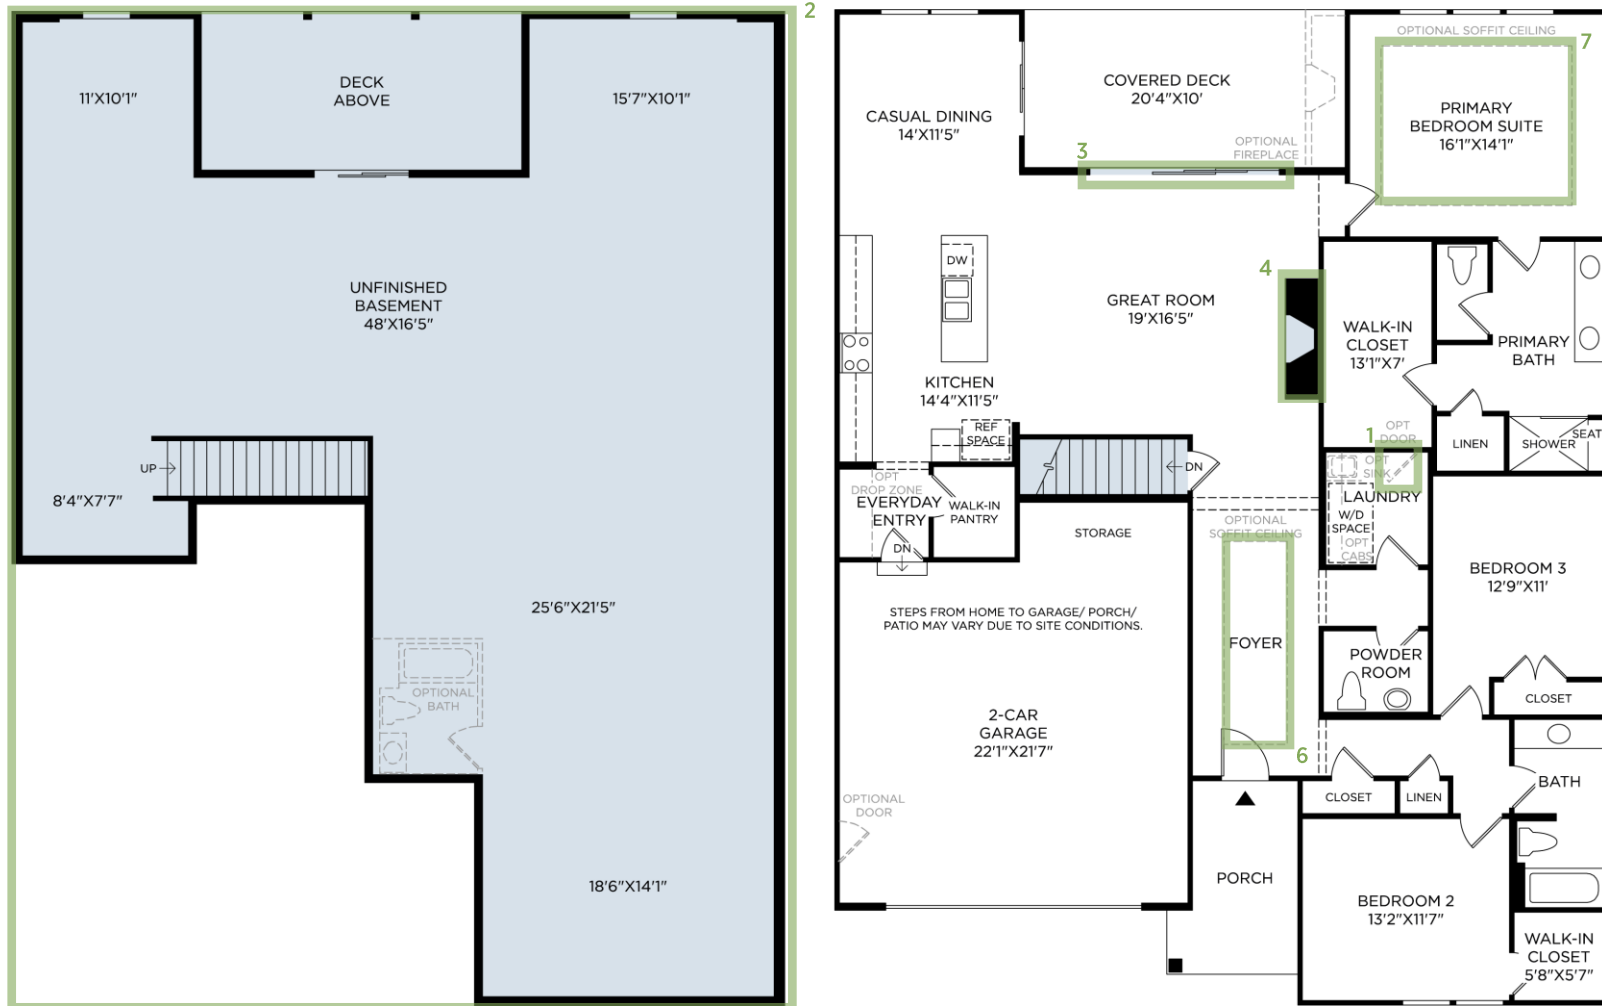 2
11'X10'1"
DECK
ABOVE
15'7"X10'1"
UNFINISHED
BASEMENT
48'X16'5"
UP
8'4"X7'7"
25'6"X21'5"
OPTIONAL
BATH
18'6"X14'1"
CASUAL DINING
14'X11'5"
COVERED DECK
20'4"X10'
OPTIONAL
FIREPLACE
3
OPTIONAL SOFFIT CEILING
7
PRIMARY
BEDROOM SUITE
16'1"X14'1"
DW
GREAT ROOM
19'X16'5"
4
WALK-IN
CLOSET
13'1"X7'
PRIMARY
BATH
KITCHEN
14'4"X11'5"
REF
SPACE
OPT
DOOR
1
LINEN
SHOWER
SEAT
DN
OPT
DROP ZONE
EVERYDAY
ENTRY
DN
WALK-IN
PANTRY
STORAGE
OPTIONAL
SOFFIT CEILING
OPT
SINK
LAUNDRY
W/D
SPACE
OPT
CABS
BEDROOM 3
12'9"X11'
STEPS FROM HOME TO GARAGE/ PORCH/
PATIO MAY VARY DUE TO SITE CONDITIONS.
FOYER
POWDER
ROOM
CLOSET
2-CAR
GARAGE
22'1"X21'7"
6
OPTIONAL
DOOR
CLOSET
LINEN
BATH
PORCH
BEDROOM 2
13'2"X11'7"
WALK-IN
CLOSET
5'8"X5'7"